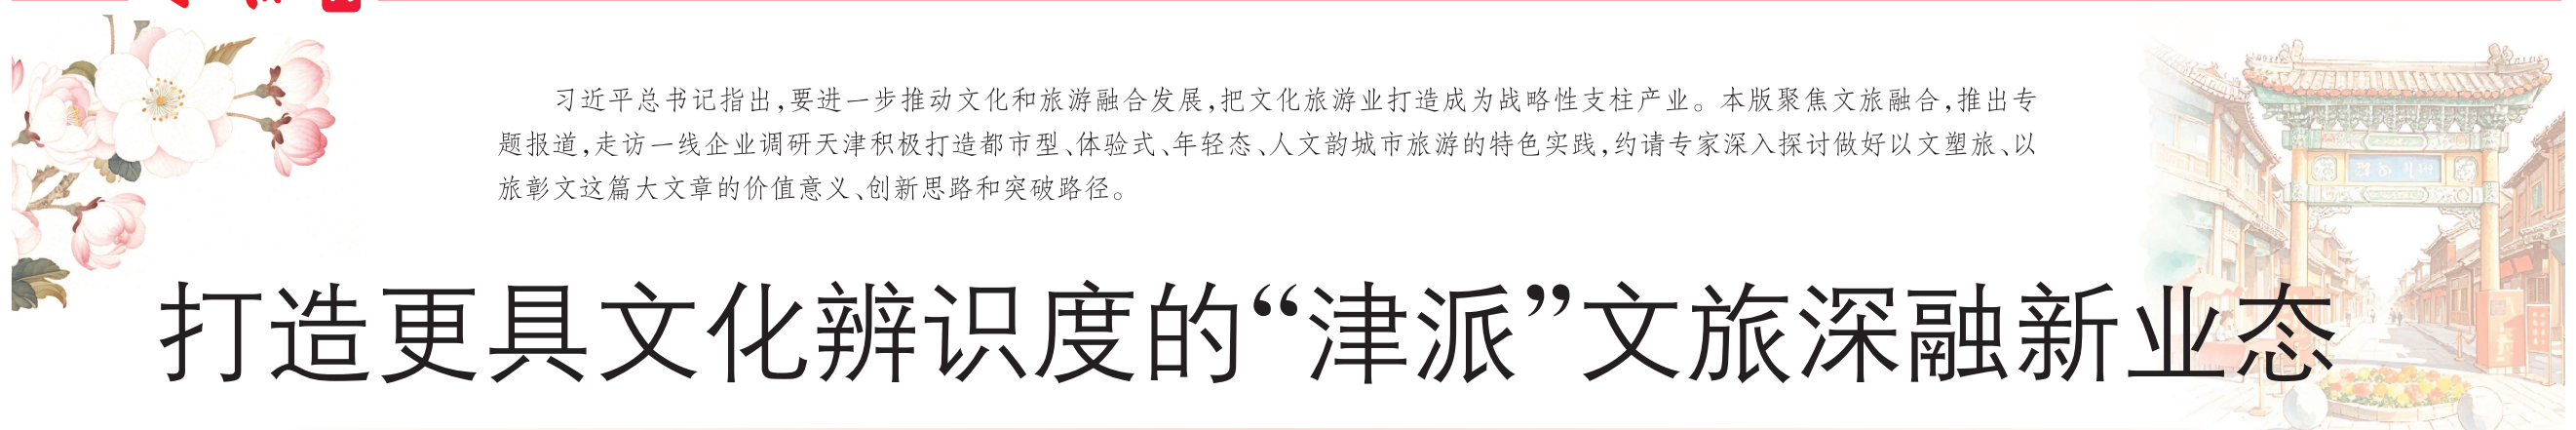 习近平总书记指出,要进一步推动文化和旅游融合发展,把文化旅游业打造成为战略性支柱产业。本版聚焦文旅融合,推出专
题报道,走访一线企业调研天津积极打造都市型、体验式、年轻态、人文韵城市旅游的特色实践,约请专家深入探讨做好以文塑旅、以
旅彰文这篇大文章的价值意义、创新思路和突破路径。
打造更具文化辨识度的“津派”文旅深融新业态